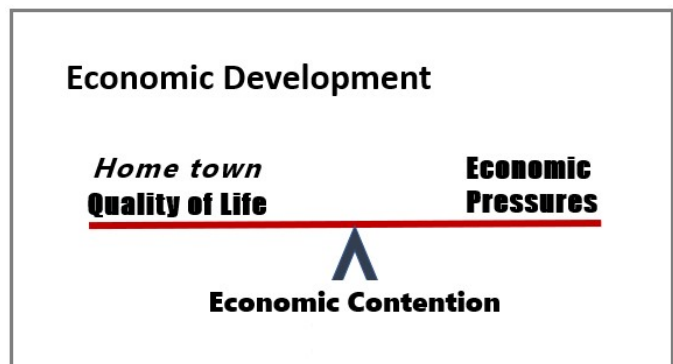 Economic Development
Home town
Quality of Life
Economic
Pressures
Economic Contention